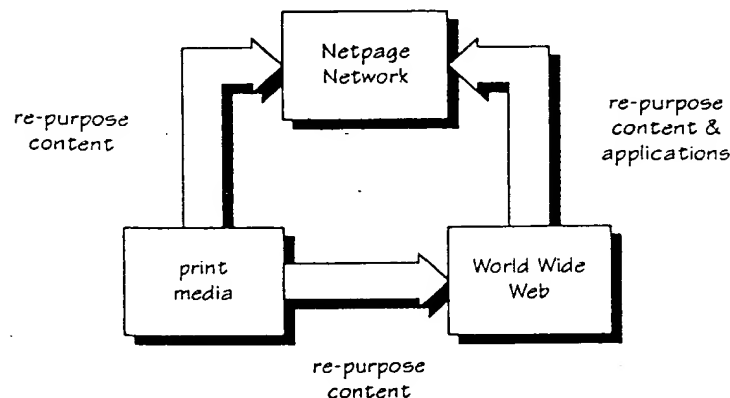 Netpage
Network
re-purpose
content
re-purpose
content &
applications
print
media
World Wide
Web
re-purpose
content